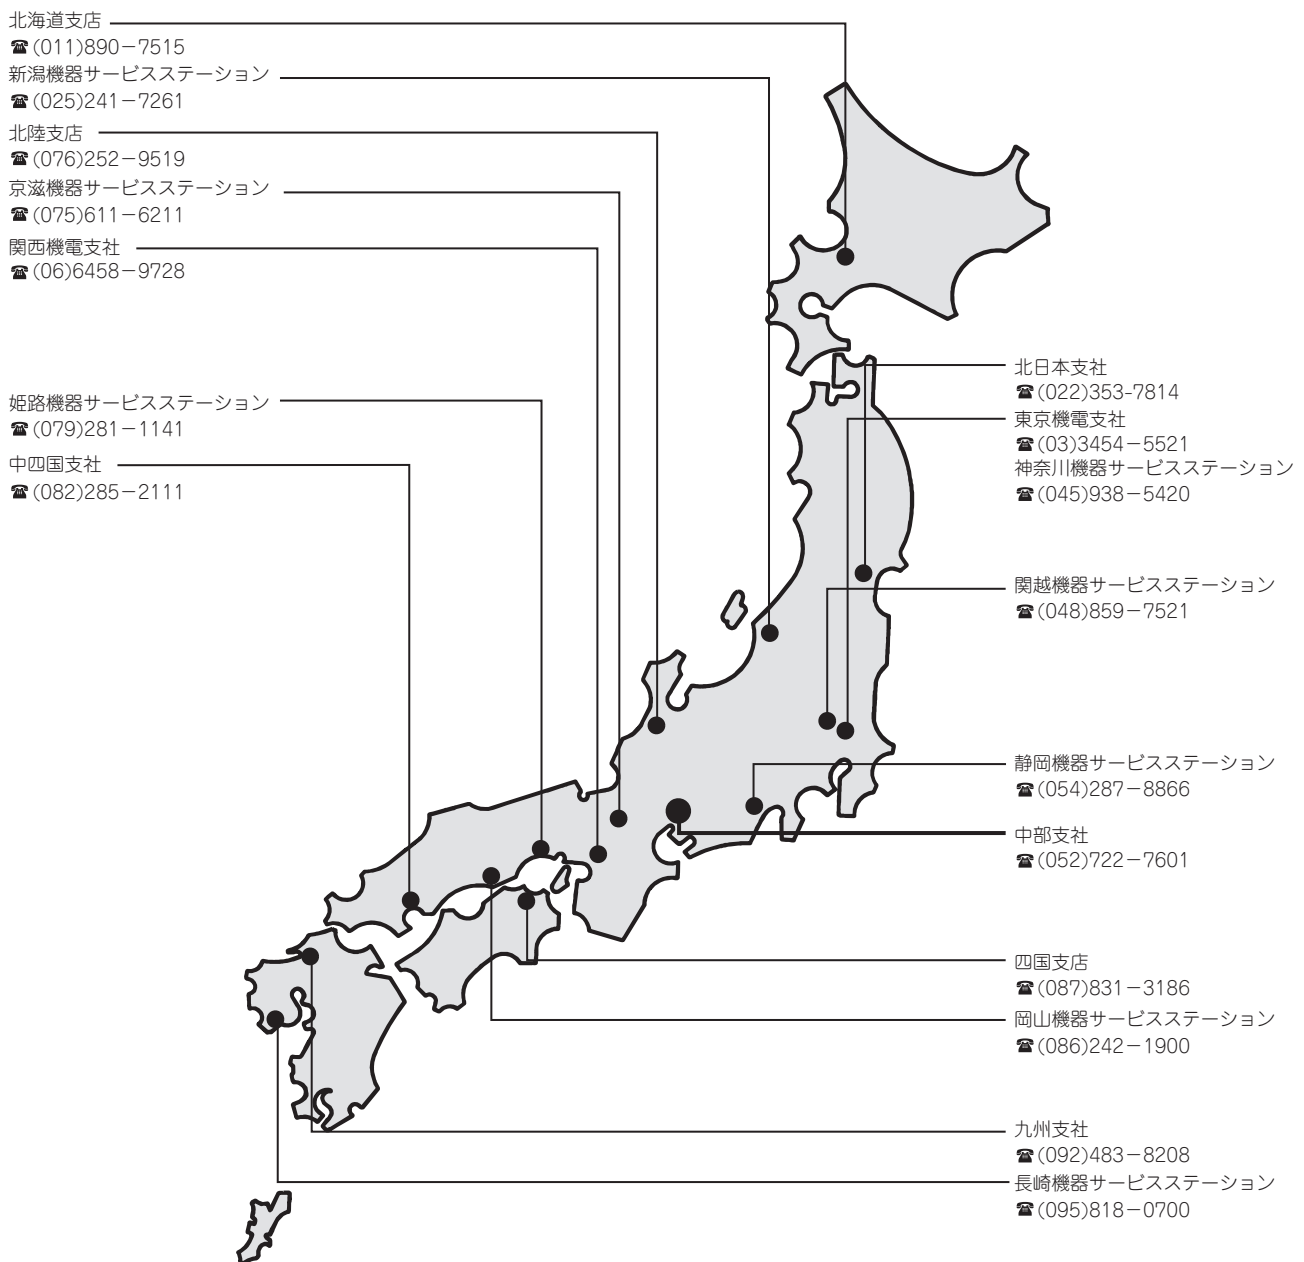 北海道支店
☎(011)890−7515
新潟機器サービスステーション
☎(025)241−7261
北陸支店
☎(076)252−9519
京滋機器サービスステーション
☎(075)611−6211
関西機電支社
☎(06)6458−9728
姫路機器サービスステーション
☎(079)281−1141
中四国支社
☎(082)285−2111
北日本支社
☎(022)353-7814
東京機電支社
☎(03)3454−5521
神奈川機器サービスステーション
☎(045)938−5420
関越機器サービスステーション
☎(048)859−7521
静岡機器サービスステーション
☎(054)287−8866
中部支社
☎(052)722−7601
四国支店
☎(087)831−3186
岡山機器サービスステーション
☎(086)242−1900
九州支社
☎(092)483−8208
長崎機器サービスステーション
☎(095)818−0700